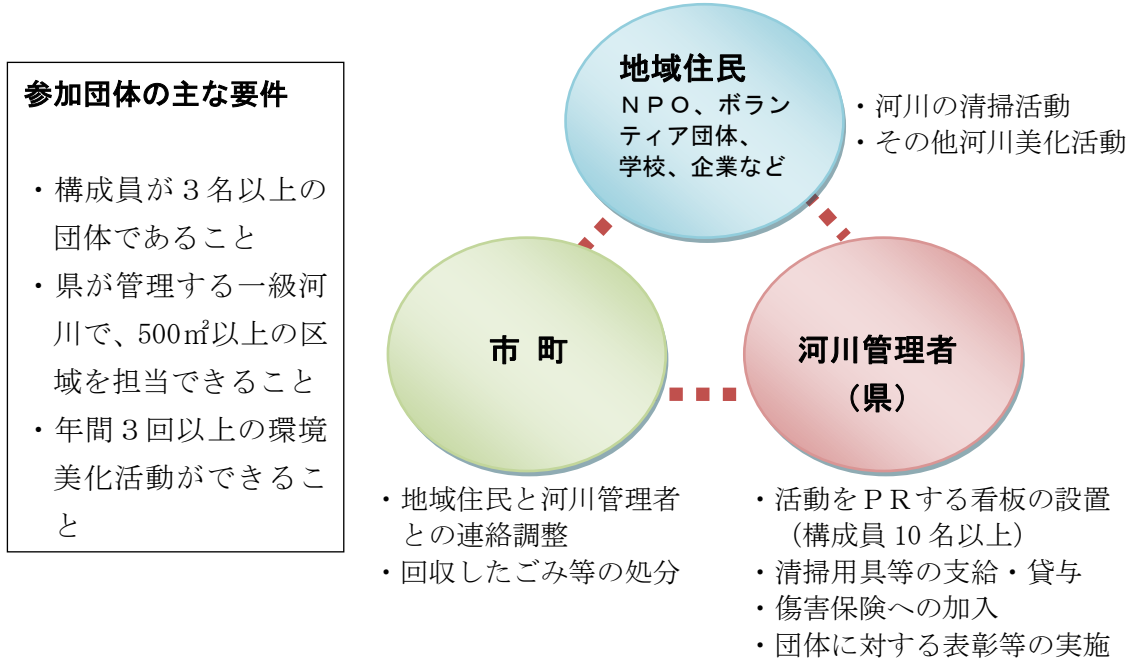 参加団体の主な要件
・構成員が３名以上の
団体であること
・県が管理する一級河
川で、500㎡以上の区
域を担当できること
・年間３回以上の環境
美化活動ができるこ
と
地域住民
ＮＰＯ、ボラン
ティア団体、
学校、企業など
・河川の清掃活動
・その他河川美化活動
市 町
・地域住民と河川管理者
との連絡調整
・回収したごみ等の処分
河川管理者
（県）
・活動をＰＲする看板の設置
（構成員 10 名以上）
・清掃用具等の支給・貸与
・傷害保険への加入
・団体に対する表彰等の実施